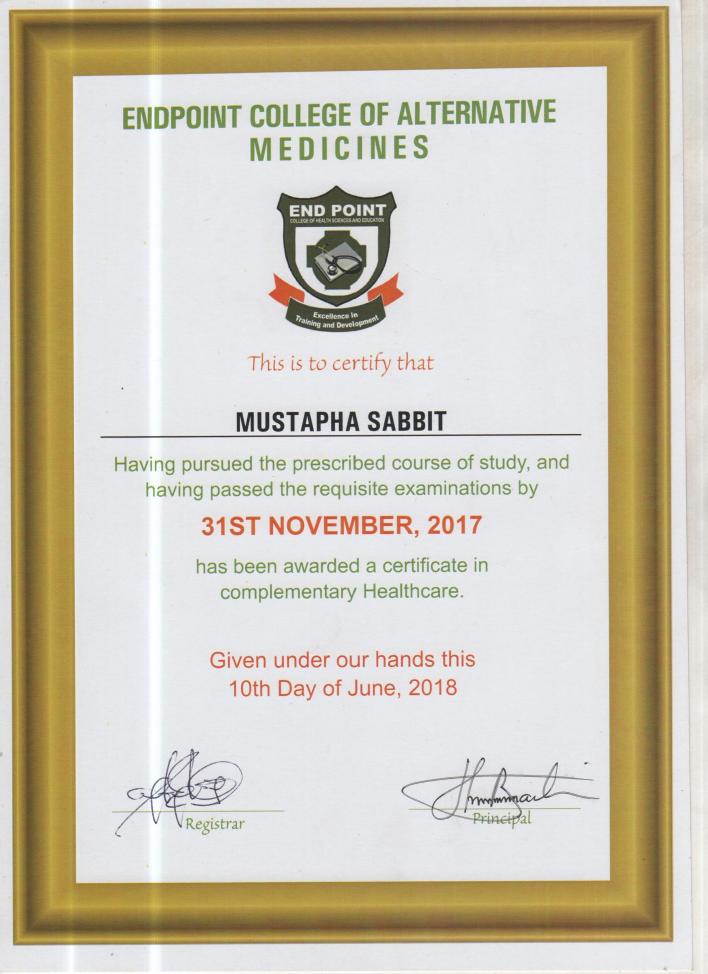 ENDPOINT COLLEGE OF ALTERNATIVE
MEDICINES
END POINT
COLLEGE OF HEALTH SCIENCES AND EDUCATION
Excellence In
Training and Development
This is to certify that
MUSTAPHA SABBIT
Having pursued the prescribed course of study, and
having passed the requisite examinations by
31ST NOVEMBER, 2017
has been awarded a certificate in
complementary Healthcare.
Given under our hands this
10th Day of June, 2018
Registrar
Principal